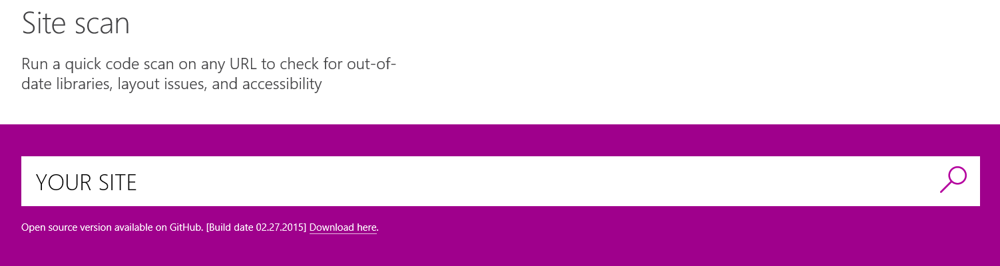 Site scan
Run a quick code scan on any URL to check for out-of-
date libraries, layout issues, and accessibility
YOUR SITE
Open source version available on GitHub. [Build date 02.27.2015] Download here.